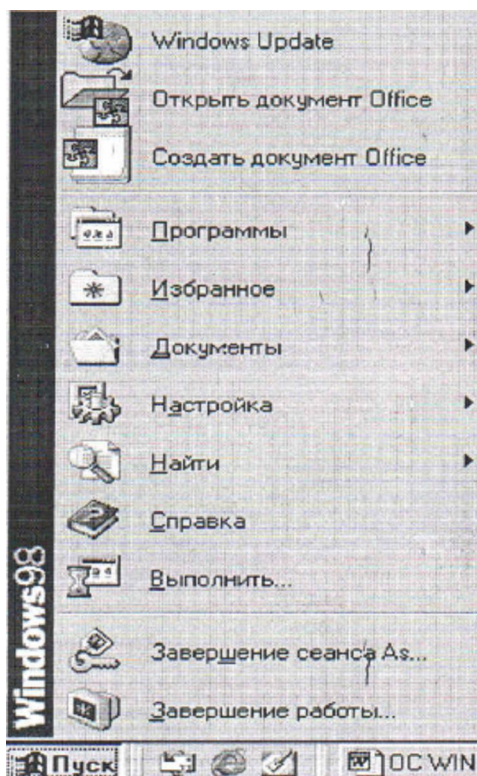 Windows Update
Открыть документ Office
Создать документ Office
Программы
Избранное
Документы
Настройка
Найти
Справка
Выполнить...
Завершение сеанса As...
Завершение работы...
Windows98
Пуск
ОС WIN